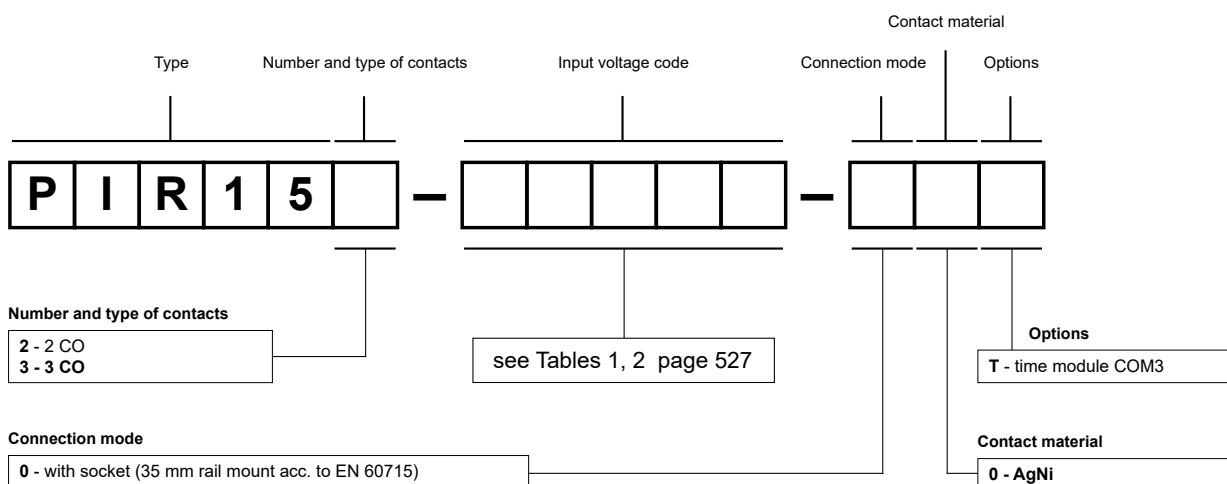 Contact material
Type Number and type of contacts Input voltage code Connection mode Options
PIR15 – –
Number and type of contacts
2 - 2 CO
3 - 3 CO
see Tables 1, 2 page 527
Options
T - time module COM3
Connection mode
0 - with socket (35 mm rail mount acc. to EN 60715)
Contact material
0 - AgNi